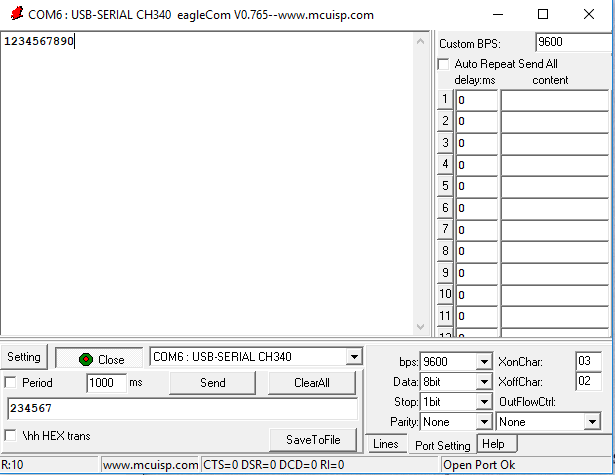 COM6 : USB-SERIAL CH340 eagleCom V0.765--www.mcuisp.com
1234567890
Custom BPS: 9600
Auto Repeat Send All
delay:ms content
1 0
2 0
3 0
4 0
5 0
6 0
7 0
8 0
9 0
10 0
11 0
Setting Close COM6 : USB-SERIAL CH340
Period 1000 ms Send ClearAll
234567
\hh HEX trans SaveToFile
bps: 9600 XonChar: 03
Data: 8bit XoffChar: 02
Stop: 1bit OutFlowCtrl:
Parity: None None
Lines Port Setting Help
R:10 www.mcuisp.com CTS=0 DSR=0 DCD=0 RI=0 Open Port Ok